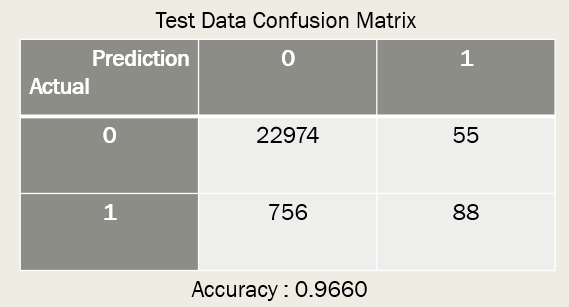 Test Data Confusion Matrix
Prediction 0 1
Actual
0 22974 55
1 756 88
Accuracy : 0.9660